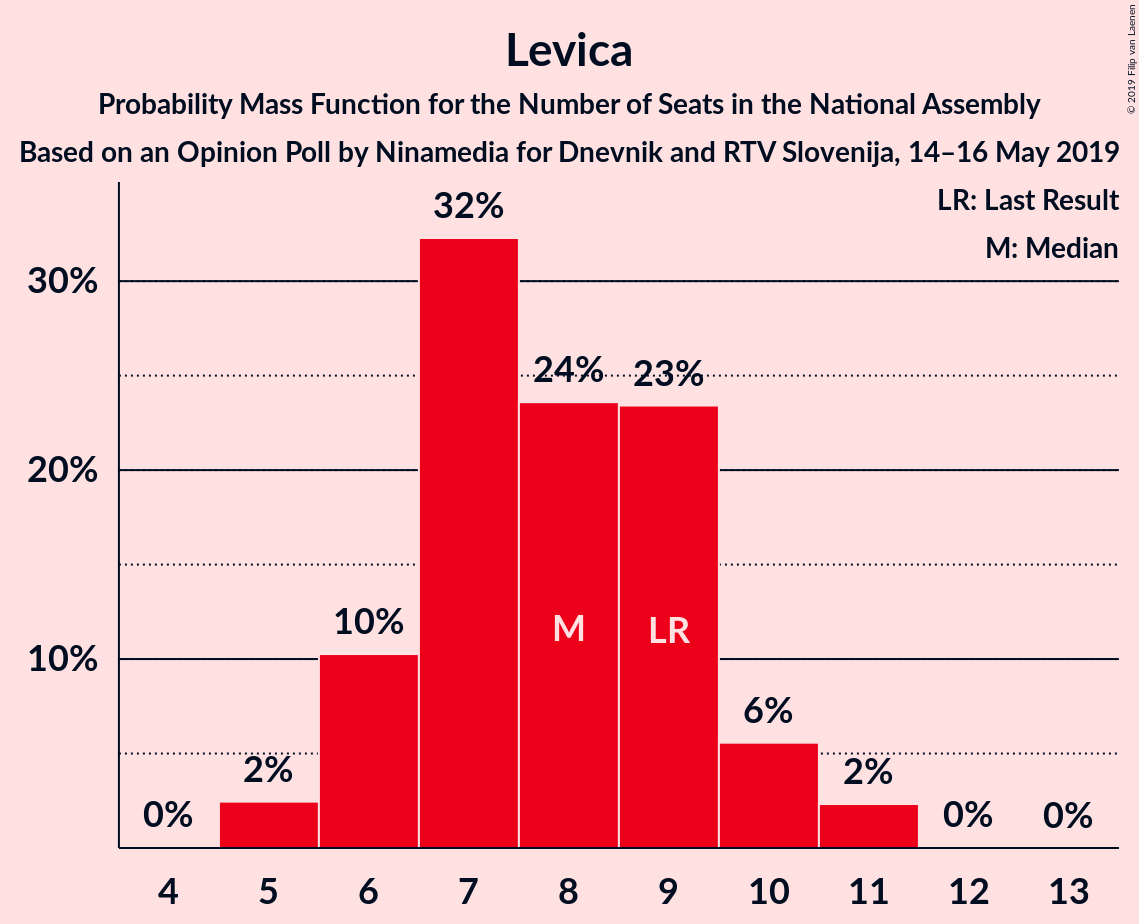 Levica
Probability Mass Function for the Number of Seats in the National Assembly
Based on an Opinion Poll by Ninamedia for Dnevnik and RTV Slovenija, 14–16 May 2019
© 2019 Filip van Laenen
LR: Last Result
M: Median
30%
20%
10%
0%
2%
10%
32%
24%
23%
6%
2%
0%
0%
M
LR
4 5 6 7 8 9 10 11 12 13